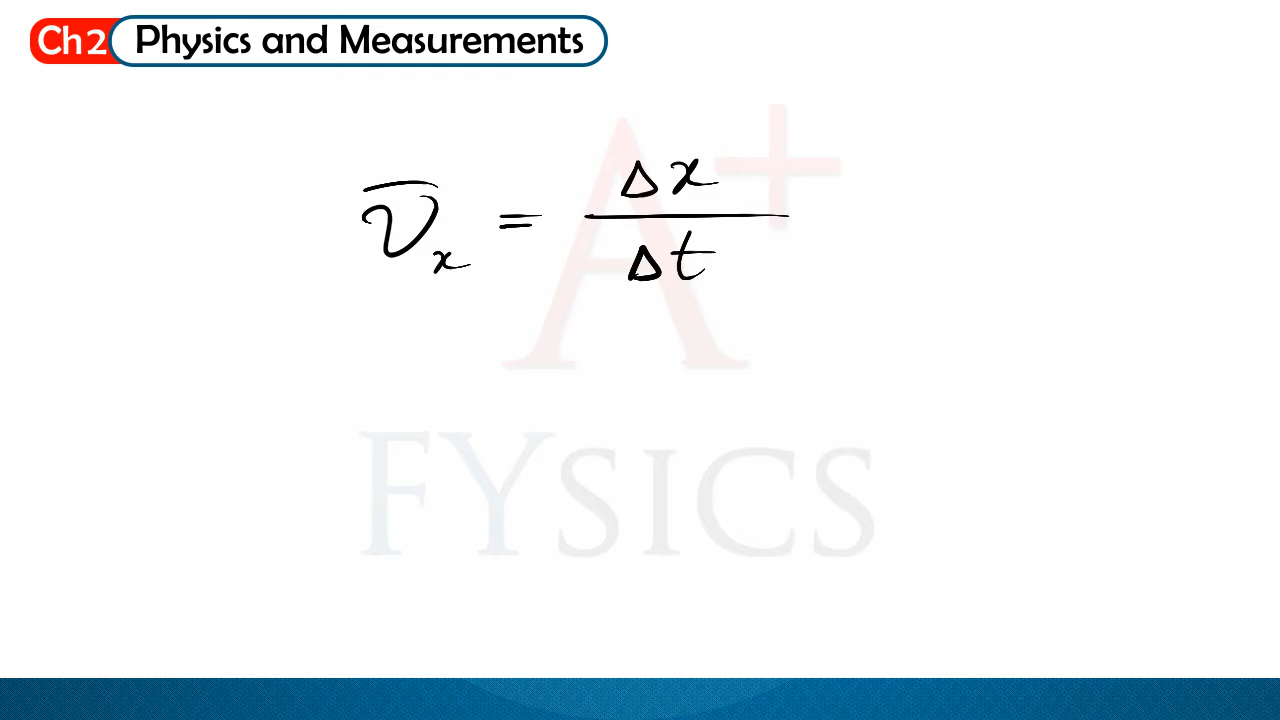 Ch2 Physics and Measurements
v̅ₓ = Δx / Δt
A+
FYSICS